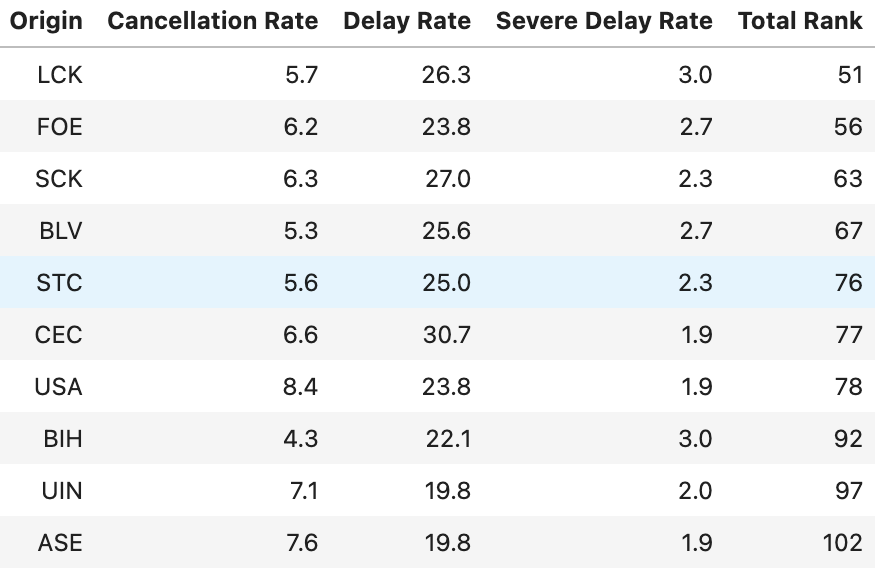 Origin Cancellation Rate Delay Rate Severe Delay Rate Total Rank
LCK 5.7 26.3 3.0 51
FOE 6.2 23.8 2.7 56
SCK 6.3 27.0 2.3 63
BLV 5.3 25.6 2.7 67
STC 5.6 25.0 2.3 76
CEC 6.6 30.7 1.9 77
USA 8.4 23.8 1.9 78
BIH 4.3 22.1 3.0 92
UIN 7.1 19.8 2.0 97
ASE 7.6 19.8 1.9 102